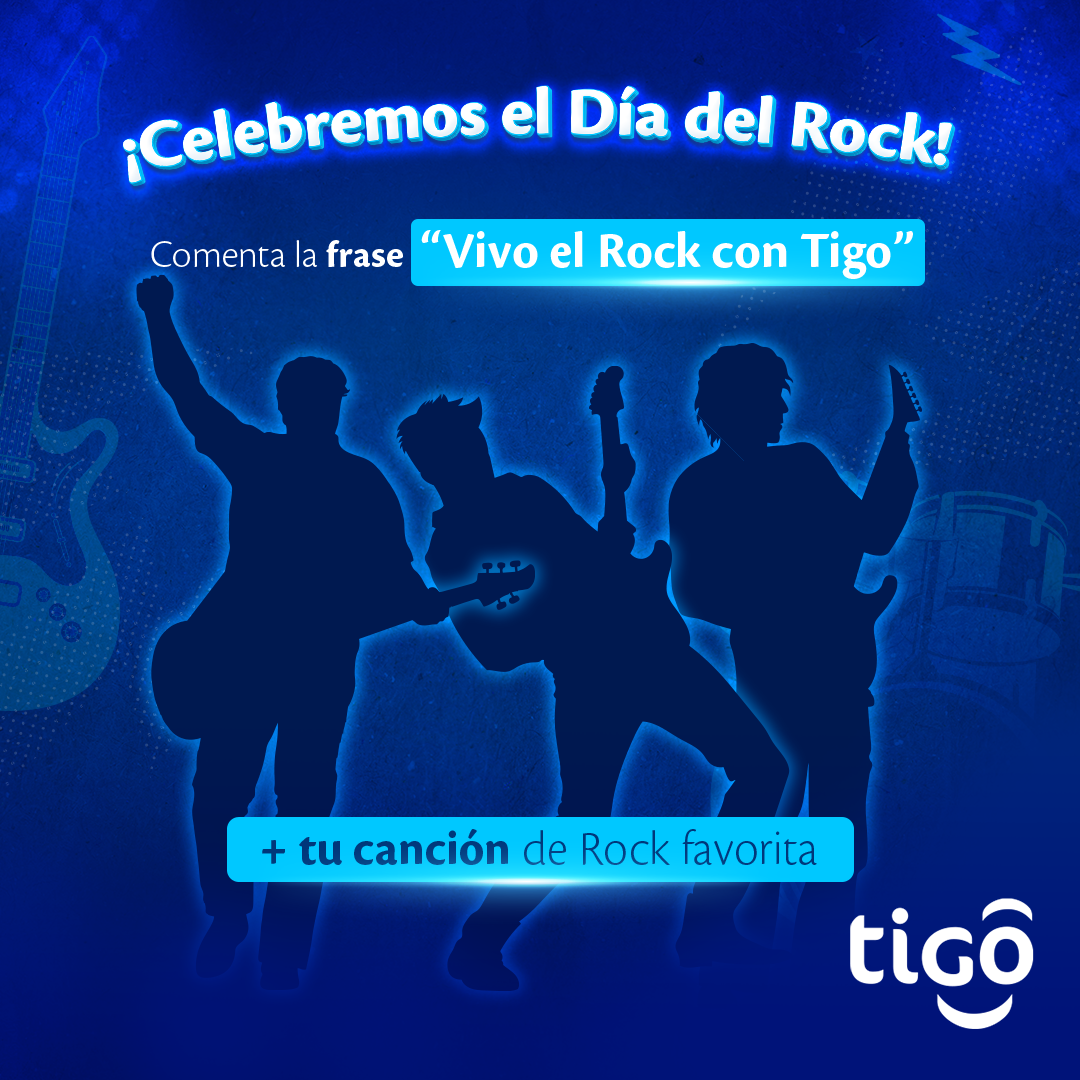 ¡Celebremos el Día del Rock!
Comenta la frase “Vivo el Rock con Tigo”
+ tu canción de Rock favorita
tigo